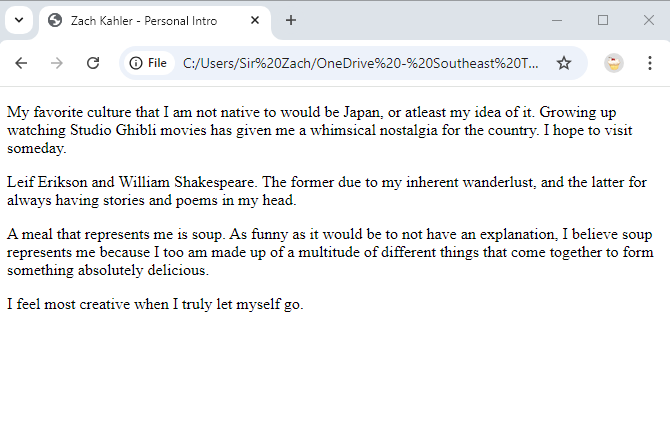 Zach Kahler - Personal Intro
File C:/Users/Sir%20Zach/OneDrive%20-%20Southeast%20T...
My favorite culture that I am not native to would be Japan, or atleast my idea of it. Growing up
watching Studio Ghibli movies has given me a whimsical nostalgia for the country. I hope to visit
someday.
Leif Erikson and William Shakespeare. The former due to my inherent wanderlust, and the latter for
always having stories and poems in my head.
A meal that represents me is soup. As funny as it would be to not have an explanation, I believe soup
represents me because I too am made up of a multitude of different things that come together to form
something absolutely delicious.
I feel most creative when I truly let myself go.